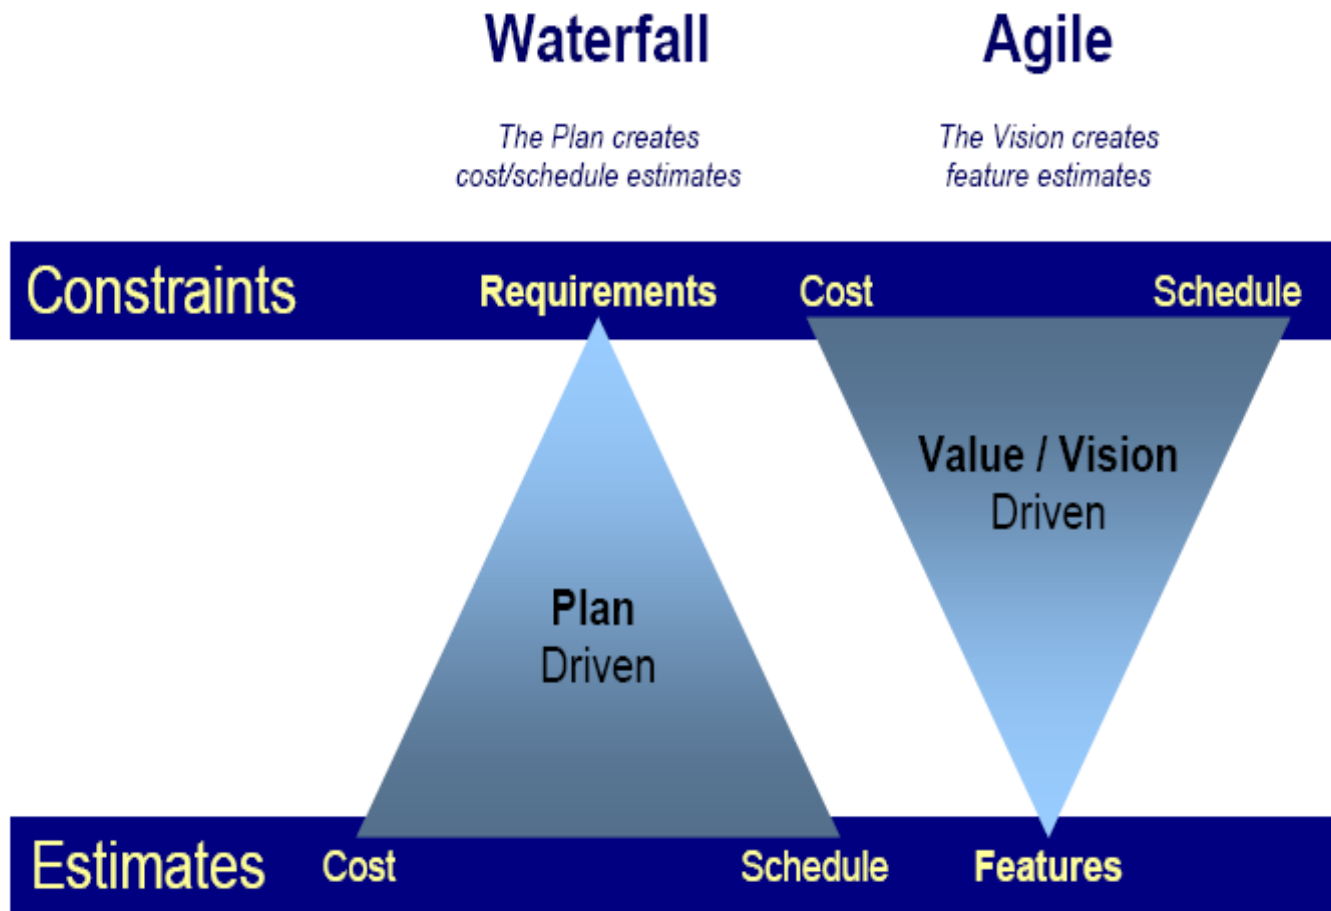 Waterfall Agile
The Plan creates The Vision creates
cost/schedule estimates feature estimates
Constraints Requirements Cost Schedule
Value / Vision
Driven
Plan
Driven
Estimates Cost Schedule Features